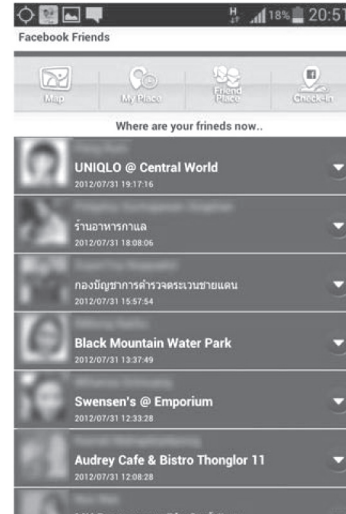 H 18% 20:51
Facebook Friends
Map My Place Friend Place Check-in
Where are your frineds now..
UNIQLO @ Central World
2012/07/31 19:17:16
ร้านอาหารกาแล
2012/07/31 18:08:06
กองบัญชาการตำรวจตระเวนชายแดน
2012/07/31 15:57:54
Black Mountain Water Park
2012/07/31 13:37:49
Swensen's @ Emporium
2012/07/31 12:33:28
Audrey Cafe & Bistro Thonglor 11
2012/07/31 12:08:28